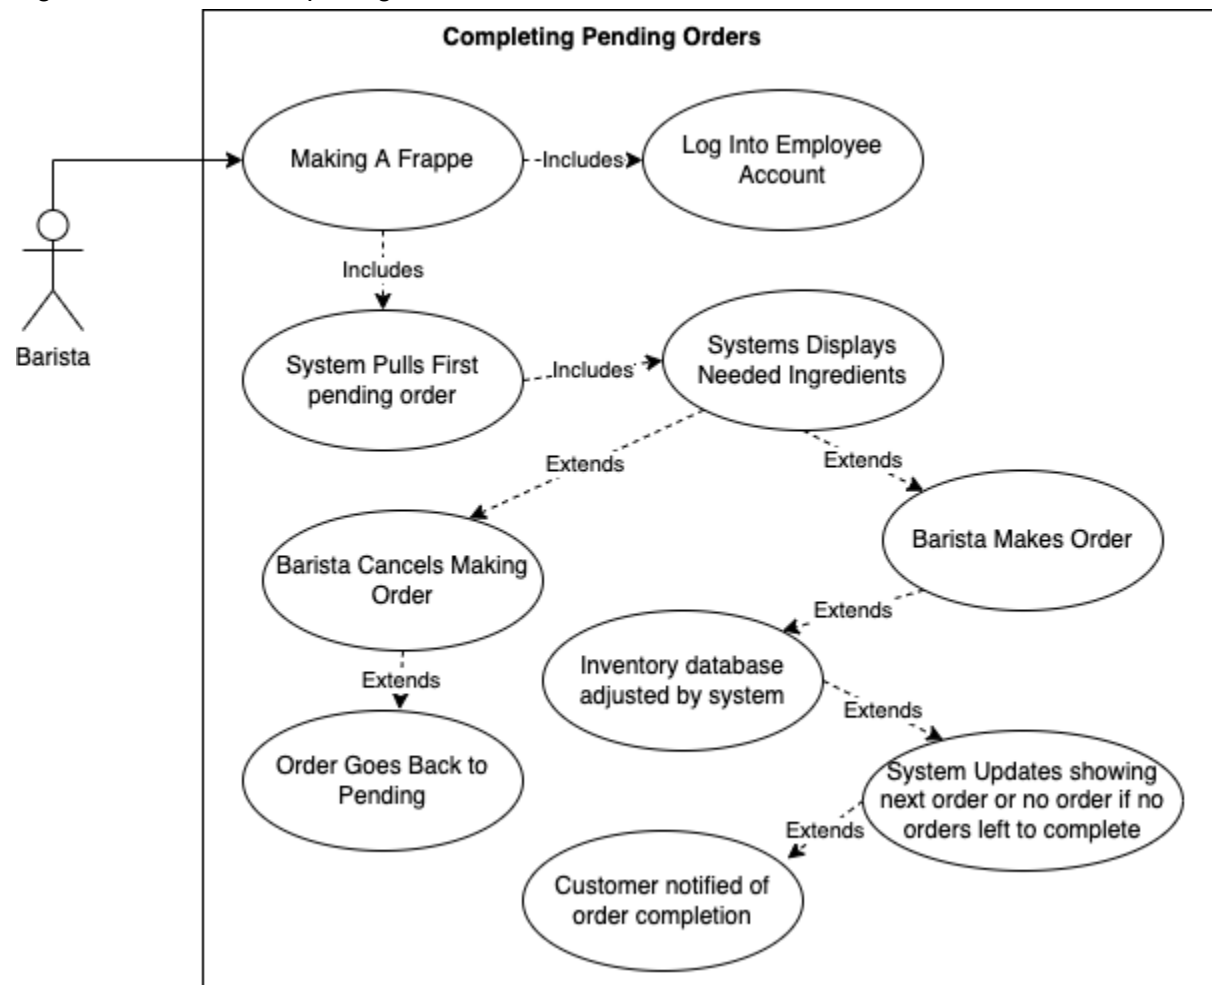 Completing Pending Orders
Making A Frappe
-Includes
Log Into Employee
Account
Barista
Includes
System Pulls First
pending order
Includes
Systems Displays
Needed Ingredients
Extends
Extends
Barista Cancels Making
Order
Barista Makes Order
Extends
Extends
Inventory database
adjusted by system
Order Goes Back to
Pending
Extends
System Updates showing
next order or no order if no
orders left to complete
Extends
Customer notified of
order completion